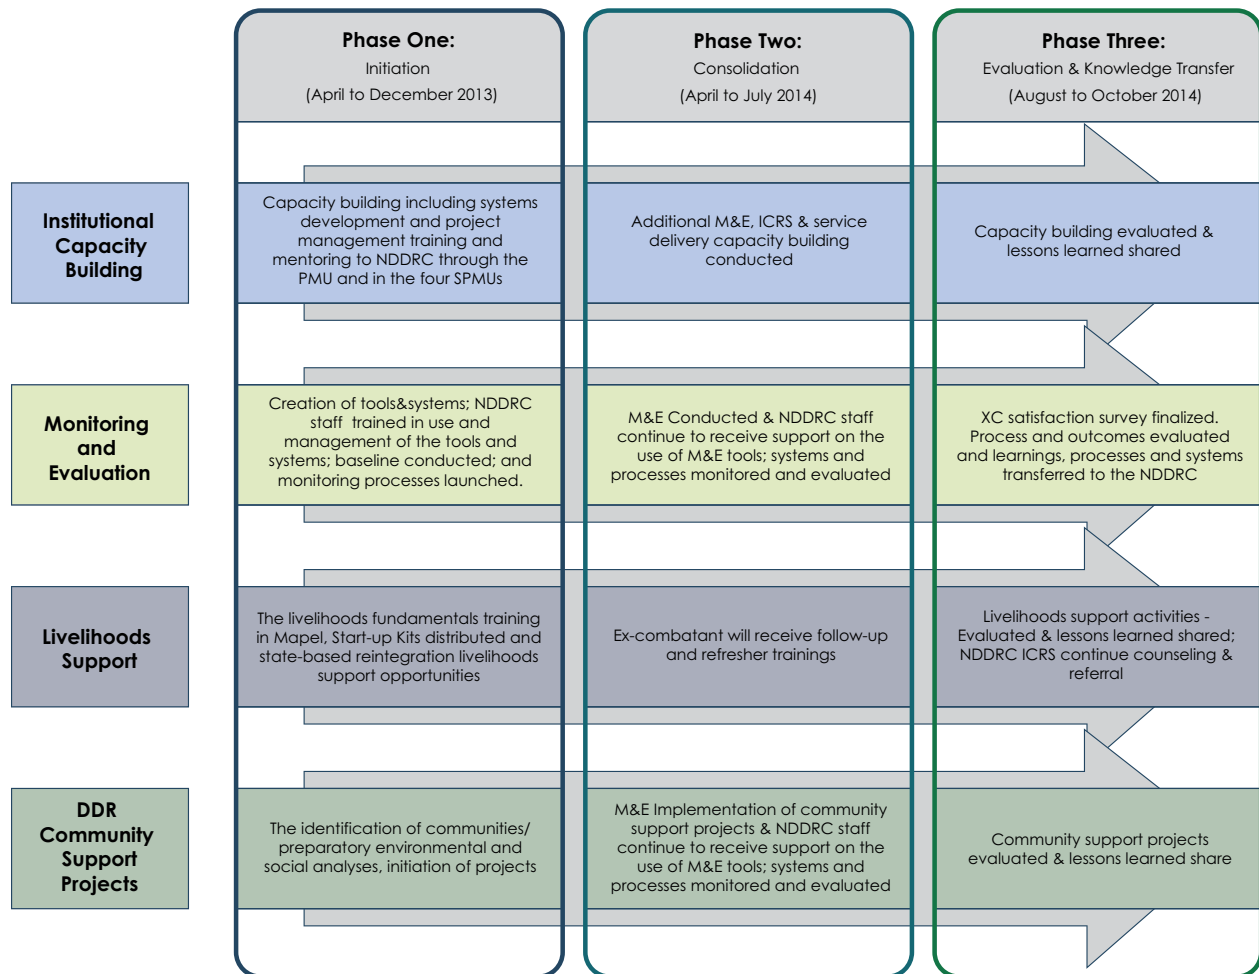 Phase One:
Initiation
(April to December 2013)
Phase Two:
Consolidation
(April to July 2014)
Phase Three:
Evaluation & Knowledge Transfer
(August to October 2014)
Institutional
Capacity
Building
Capacity building including systems
development and project
management training and
mentoring to NDDRC through the
PMU and in the four SPMUs
Additional M&E, ICRS & service
delivery capacity building
conducted
Capacity building evaluated &
lessons learned shared
Monitoring
and
Evaluation
Creation of tools&systems; NDDRC
staff trained in use and
management of the tools and
systems; baseline conducted; and
monitoring processes launched.
M&E Conducted & NDDRC staff
continue to receive support on the
use of M&E tools; systems and
processes monitored and evaluated
XC satisfaction survey finalized.
Process and outcomes evaluated
and learnings, processes and systems
transferred to the NDDRC
Livelihoods
Support
The livelihoods fundamentals training
in Mapel, Start-up Kits distributed and
state-based reintegration livelihoods
support opportunities
Ex-combatant will receive follow-up
and refresher trainings
Livelihoods support activities -
Evaluated & lessons learned shared;
NDDRC ICRS continue counseling &
referral
DDR
Community
Support
Projects
The identification of communities/
preparatory environmental and
social analyses, initiation of projects
M&E Implementation of community
support projects & NDDRC staff
continue to receive support on the
use of M&E tools; systems and
processes monitored and evaluated
Community support projects
evaluated & lessons learned share